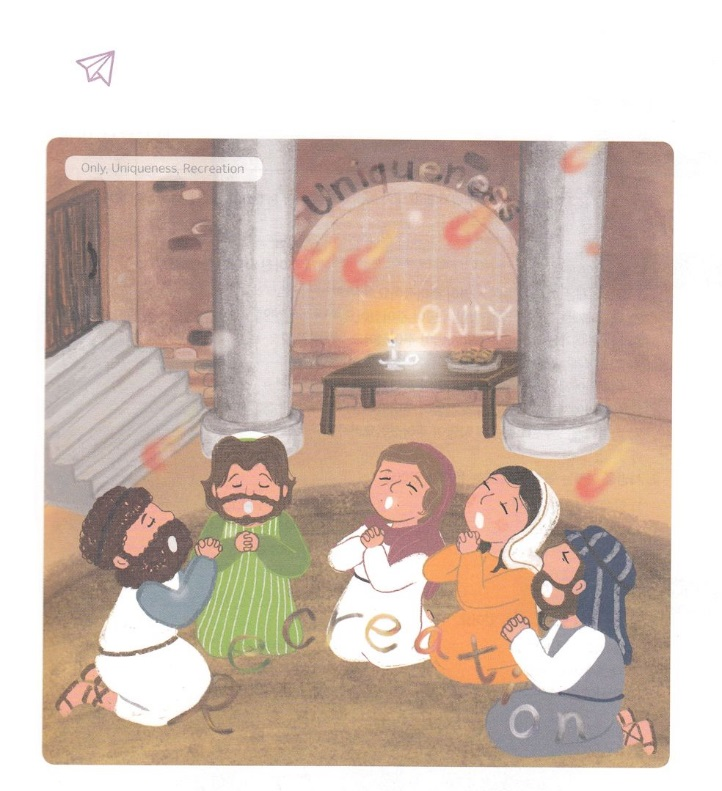 Only, Uniqueness, Recreation
Uniqueness
ONLY
Recreation